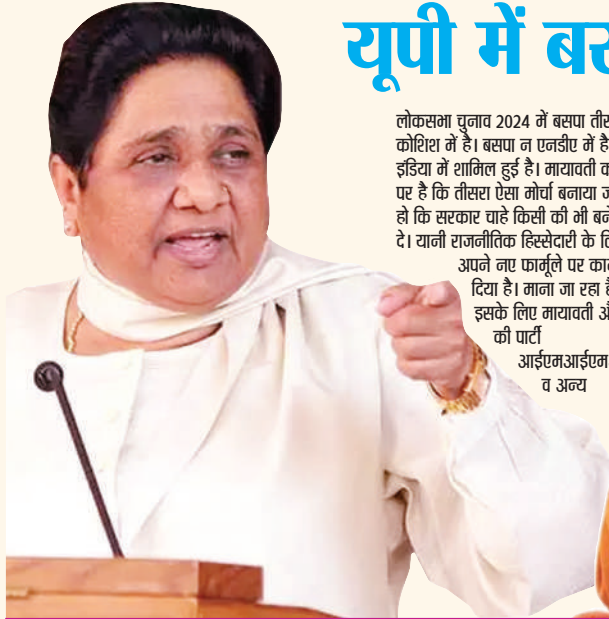 यूपी में
लोकसभा चुनाव 2024 में बसपा
कोशिश में है। बसपा न एनडीए में
इंडिया में शामिल हुई है। मायावती
पर है कि तीसरा ऐसा मोर्चा बनाया
हो कि सरकार चाहे किसू की भी
दे। यानी राजनीतिक हिस्सेदारी के
अपने नए फार्मूले पर
दिया है। माना जा रहा
इसके लिए मायावती
की पार्टी
आईएमआईएम
व अन्य